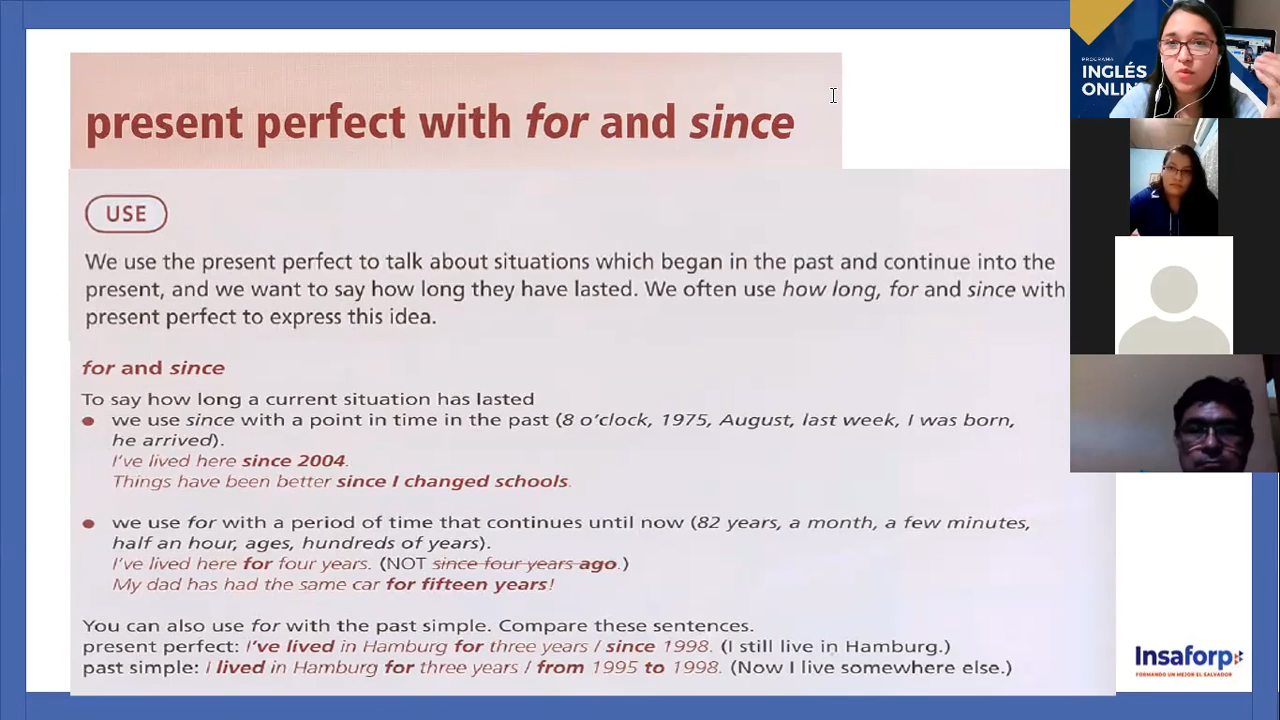 present perfect with for and since
USE
We use the present perfect to talk about situations which began in the past and continue into the
present, and we want to say how long they have lasted. We often use how long, for and since with
present perfect to express this idea.
for and since
To say how long a current situation has lasted
we use since with a point in time in the past (8 o'clock, 1975, August, last week, I was born,
he arrived).
I've lived here since 2004.
Things have been better since I changed schools.
we use for with a period of time that continues until now (82 years, a month, a few minutes,
half an hour, ages, hundreds of years).
I've lived here for four years. (NOT since four years ago.)
My dad has had the same car for fifteen years!
You can also use for with the past simple. Compare these sentences.
present perfect: I've lived in Hamburg for three years / since 1998. (I still live in Hamburg.)
past simple: I lived in Hamburg for three years / from 1995 to 1998. (Now I live somewhere else.)
PROGRAMA
INGLÉS
ONLIN
Insaforp
FORMANDO UN MEJOR EL SALVADOR